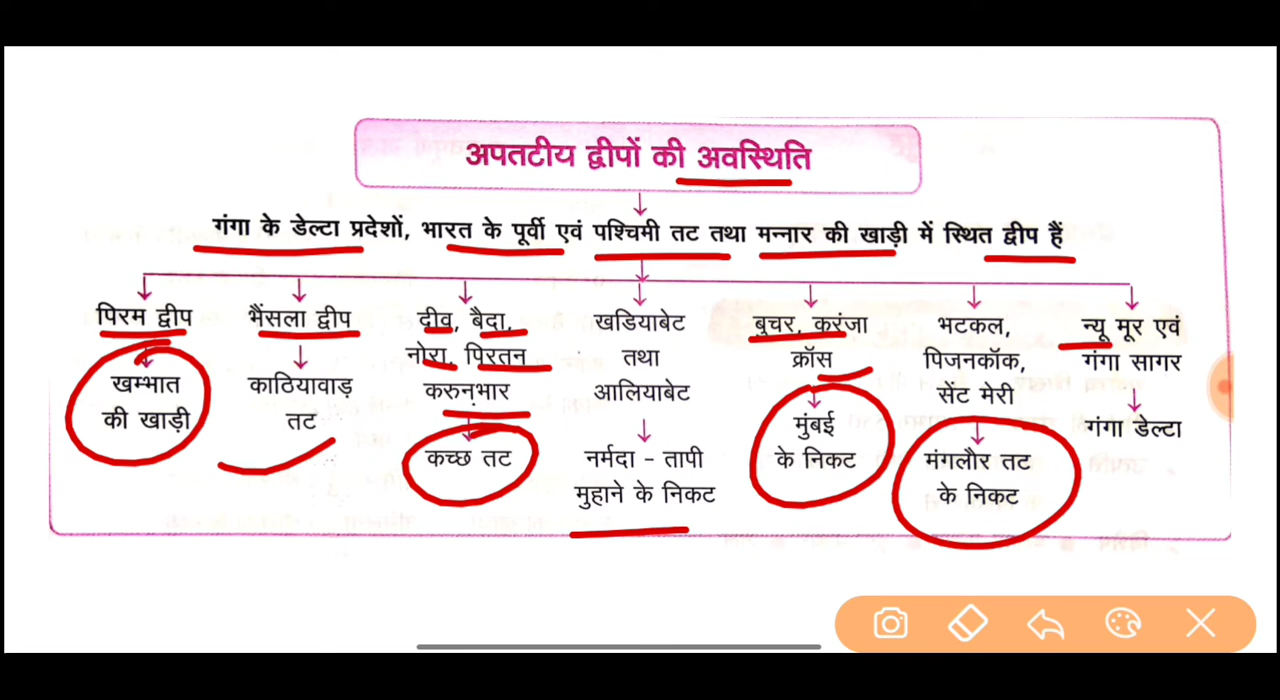 अपतटीय द्वीपों की अवस्थिति
गंगा के डेल्टा प्रदेशों, भारत के पूर्वी एवं पश्चिमी तट तथा मन्नार की खाड़ी में स्थित द्वीप हैं
पिरम द्वीप
खम्भात
की खाड़ी
भैंसला द्वीप
काठियावाड़
तट
दीव, बैदा,
नोरा, पिरतन
करुनभार
कच्छ तट
खडियाबेट
तथा
आलियाबेट
नर्मदा - तापी
मुहाने के निकट
बुचर, करंजा
क्रॉस
मुंबई
के निकट
भटकल,
पिजनकॉक,
सेंट मेरी
मंगलौर तट
के निकट
न्यू मूर एवं
गंगा सागर
गंगा डेल्टा